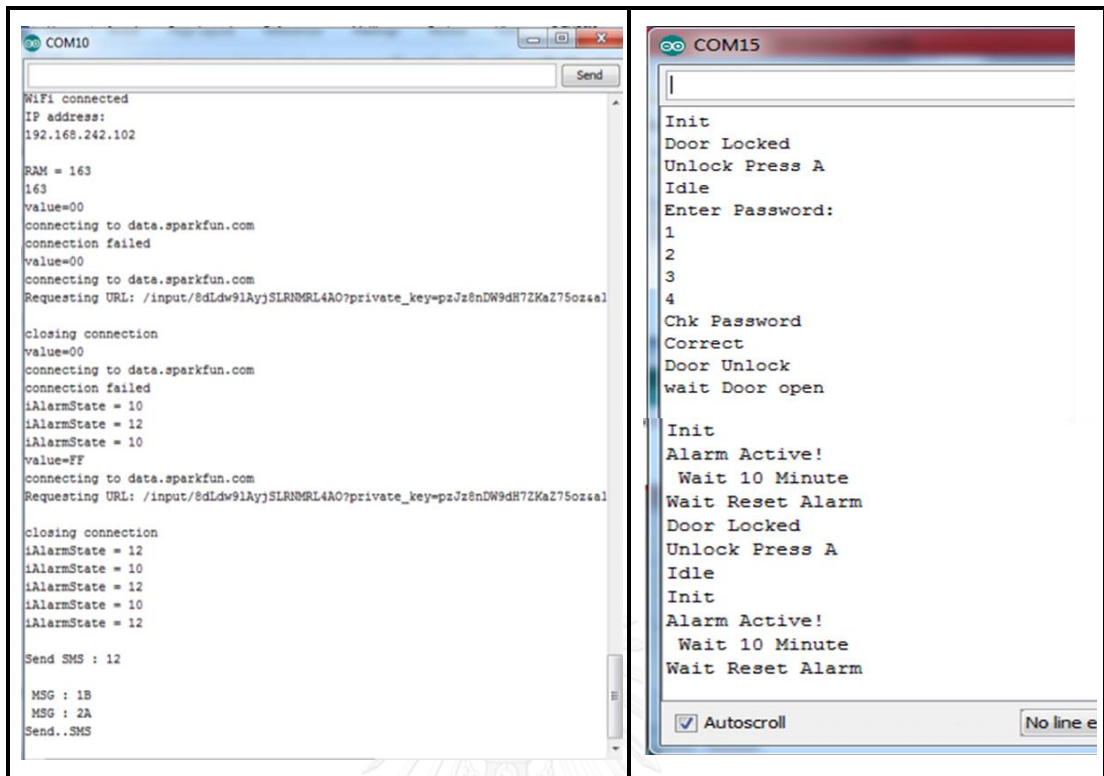 COM10
Send
WiFi connected
IP address:
192.168.242.102
RAM = 163
163
value=00
connecting to data.sparkfun.com
connection failed
value=00
connecting to data.sparkfun.com
Requesting URL: /input/8dLdw91AyjSLRNMRL4AO?private_key=pzJz8nDW9dH7ZKaZ75oz&al
closing connection
value=00
connecting to data.sparkfun.com
connection failed
iAlarmState = 10
iAlarmState = 12
iAlarmState = 10
value=FF
connecting to data.sparkfun.com
Requesting URL: /input/8dLdw91AyjSLRNMRL4AO?private_key=pzJz8nDW9dH7ZKaZ75oz&al
closing connection
iAlarmState = 12
iAlarmState = 10
iAlarmState = 12
iAlarmState = 10
iAlarmState = 12
Send SMS : 12
MSG : 1B
MSG : 2A
Send..SMS
COM15
Init
Door Locked
Unlock Press A
Idle
Enter Password:
1
2
3
4
Chk Password
Correct
Door Unlock
wait Door open
Init
Alarm Active!
Wait 10 Minute
Wait Reset Alarm
Door Locked
Unlock Press A
Idle
Init
Alarm Active!
Wait 10 Minute
Wait Reset Alarm
Autoscroll
No line e